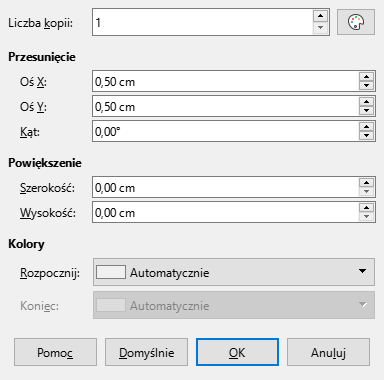 Liczba kopii: 1
Przesunięcie
Oś X: 0,50 cm
Oś Y: 0,50 cm
Kąt: 0,00°
Powiększenie
Szerokość: 0,00 cm
Wysokość: 0,00 cm
Kolory
Rozpocznij: Automatycznie
Koniec: Automatycznie
Pomoc Domyślnie OK Anuluj